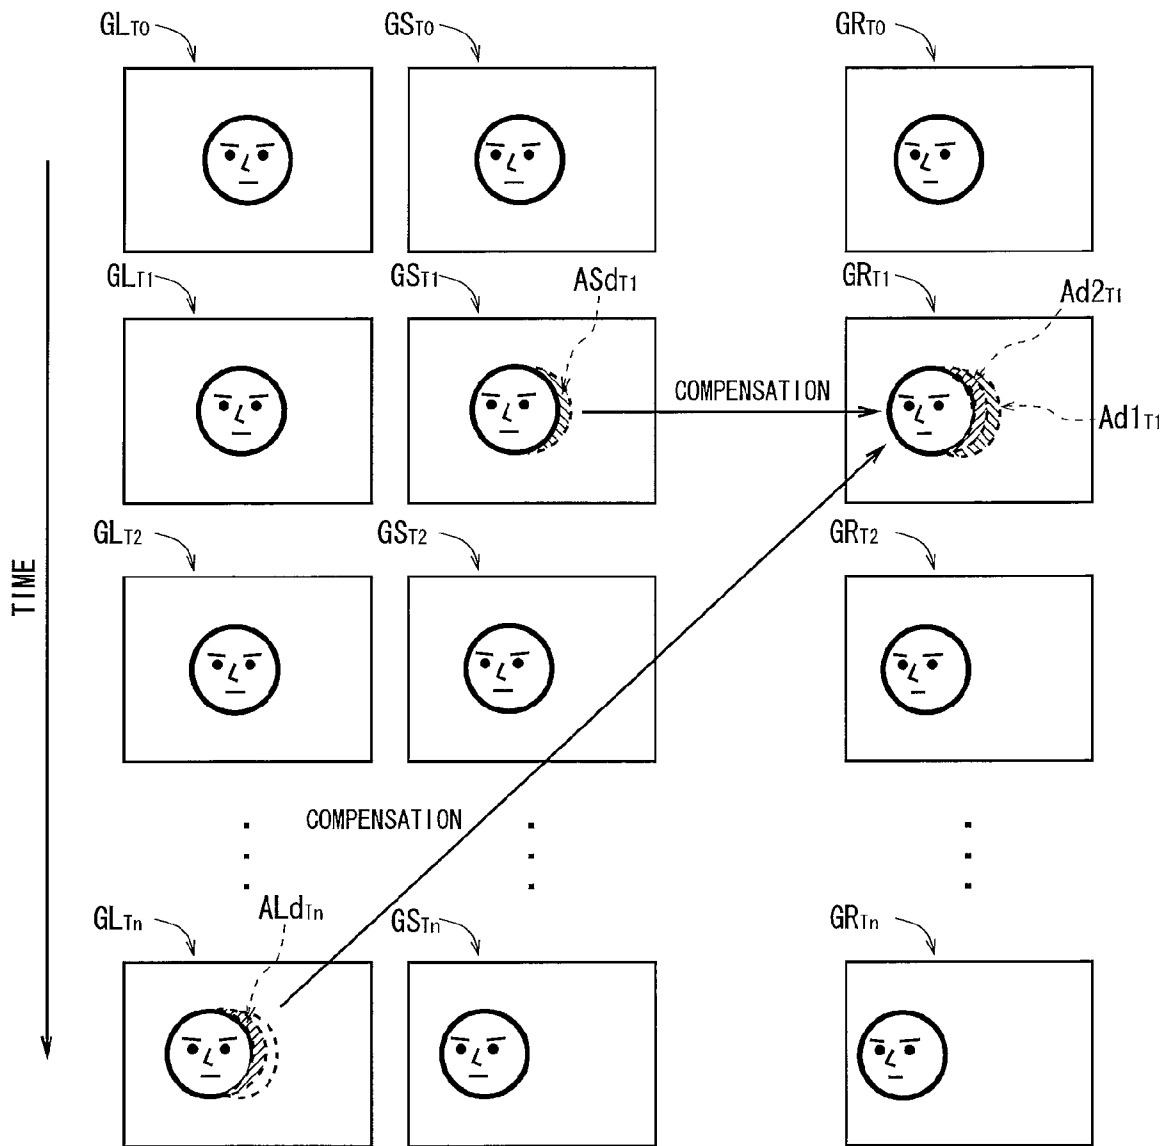 GLT0
GST0
GRT0
GLT1
GST1
ASdT1
GRT1
Ad2T1
COMPENSATION
Ad1T1
GLT2
GST2
GRT2
TIME
COMPENSATION
GLTn
ALdTn
GSTn
GRTn